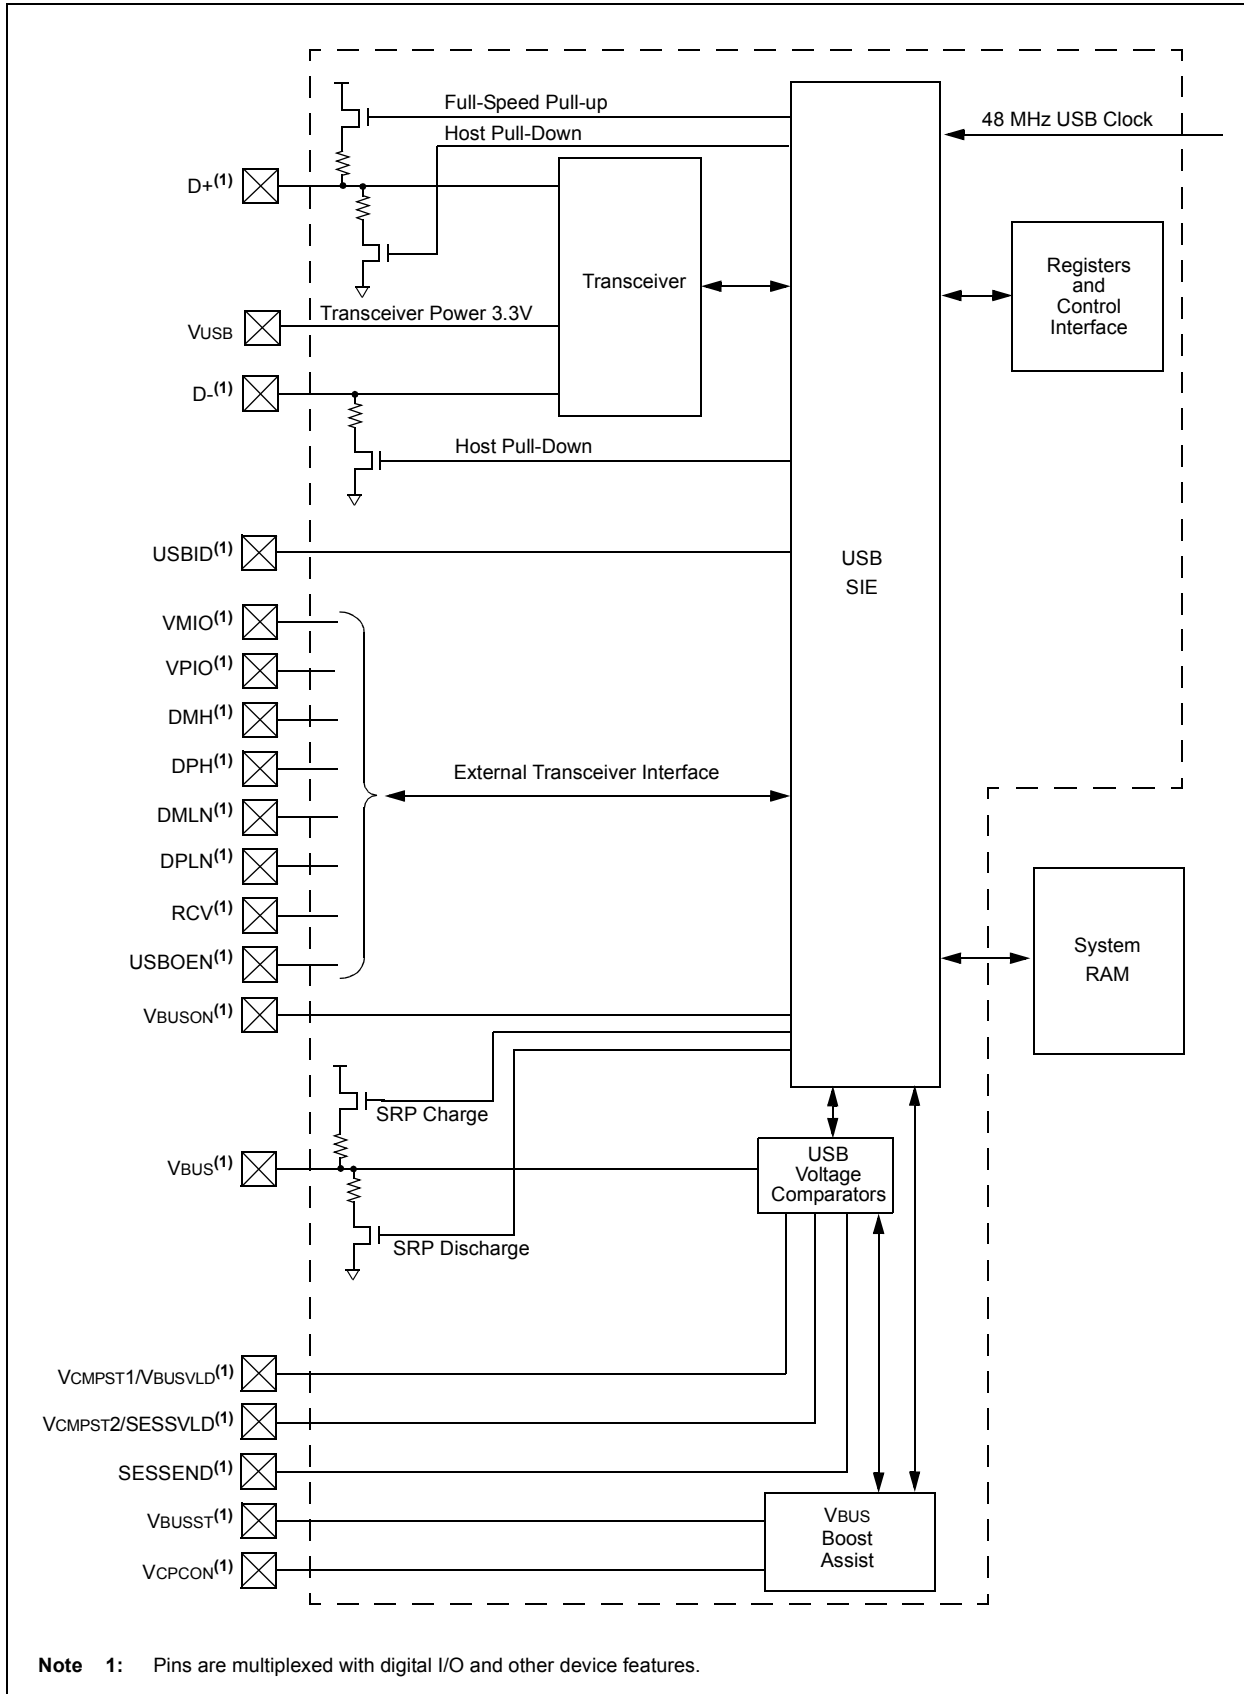 Full-Speed Pull-up
Host Pull-Down
48 MHz USB Clock
D+(1)
Transceiver
Registers
and
Control
Interface
Transceiver Power 3.3V
VUSB
D-(1)
Host Pull-Down
USBID(1)
USB
SIE
VMIO(1)
VPIO(1)
DMH(1)
DPH(1)
External Transceiver Interface
DMLN(1)
DPLN(1)
RCV(1)
USBOEN(1)
System
RAM
VBUSON(1)
SRP Charge
VBUS(1)
USB
Voltage
Comparators
SRP Discharge
VCMPST1/VBUSVLD(1)
VCMPST2/SESSVLD(1)
SESSEND(1)
VBUSST(1)
VCPCON(1)
VBUS
Boost
Assist
Note 1: Pins are multiplexed with digital I/O and other device features.